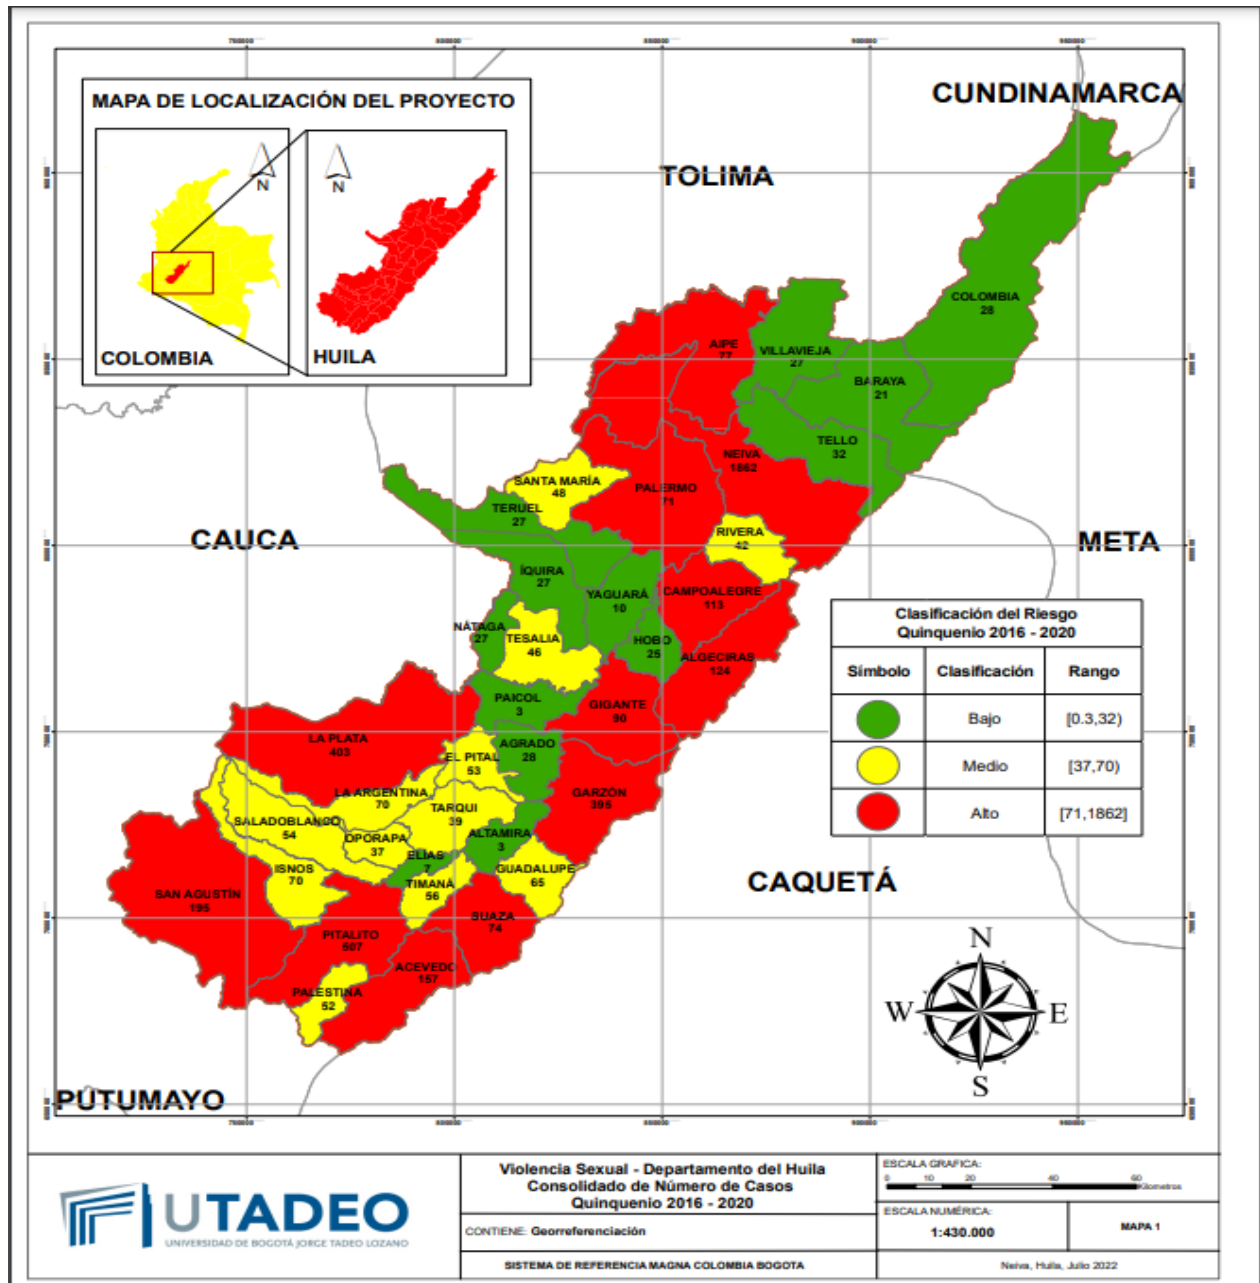 MAPA DE LOCALIZACIÓN DEL PROYECTO
N
N
COLOMBIA
HUILA
CUNDINAMARCA
TOLIMA
CAUCA
META
CAQUETÁ
PUTUMAYO
COLOMBIA
28
AIPE
77
VILLAVIEJA
27
BARAYA
21
TELLO
32
NEIVA
1862
SANTA MARÍA
48
PALERMO
71
TERUEL
27
RIVERA
42
ÍQUIRA
27
YAGUARÁ
10
CAMPOALEGRE
113
NÁTAGA
27
TESALIA
46
HOBO
25
ALGECIRAS
124
PAICOL
3
GIGANTE
90
LA PLATA
403
AGRADO
28
EL PITAL
53
GARZÓN
395
LA ARGENTINA
70
TARQUI
39
SALADOBLANCO
54
OPORAPA
37
ALTAMIRA
3
ELÍAS
7
ISNOS
70
TIMANÁ
56
GUADALUPE
65
SAN AGUSTÍN
195
SUAZA
74
PITALITO
507
ACEVEDO
157
PALESTINA
52
Clasificación del Riesgo
Quinquenio 2016 - 2020
Símbolo Clasificación Rango
Bajo [0.3,32)
Medio [37,70)
Alto [71,1862]
N
W E
S
UTADEO
UNIVERSIDAD DE BOGOTÁ JORGE TADEO LOZANO
Violencia Sexual - Departamento del Huila
Consolidado de Número de Casos
Quinquenio 2016 - 2020
CONTIENE: Georreferenciación
SISTEMA DE REFERENCIA MAGNA COLOMBIA BOGOTA
ESCALA GRAFICA:
0 10 20 40 60
Kilometros
ESCALA NUMÉRICA:
1:430.000
MAPA 1
Neiva, Huila, Julio 2022